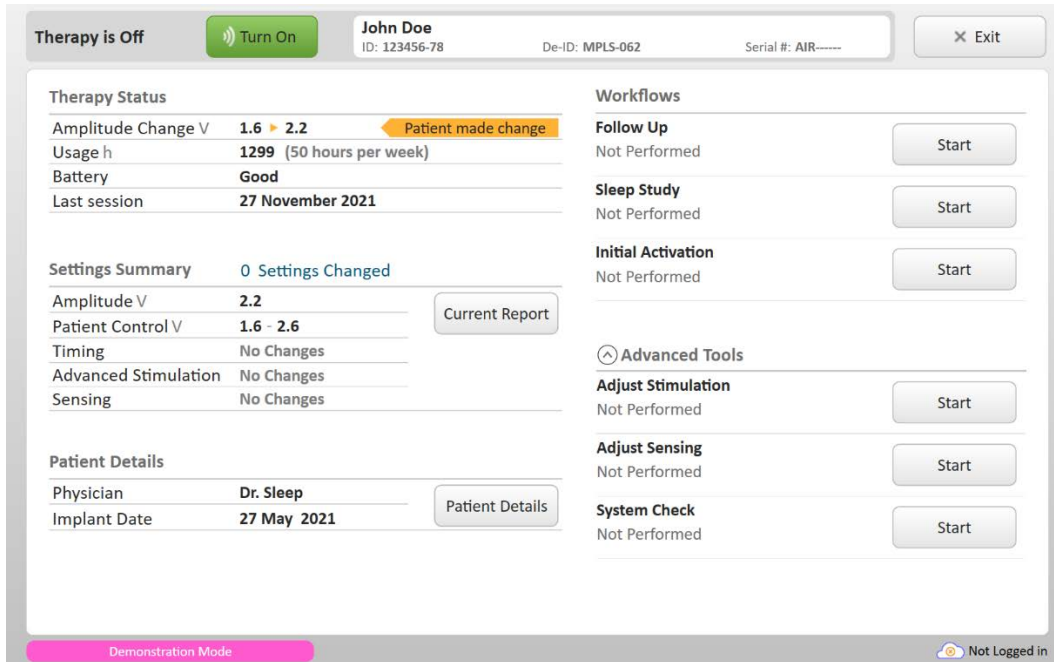 Therapy is Off
Turn On
John Doe
ID: 123456-78 De-ID: MPLS-062 Serial #: AIR------
× Exit
Therapy Status
Amplitude Change V 1.6 ▶ 2.2 Patient made change
Usage h 1299 (50 hours per week)
Battery Good
Last session 27 November 2021
Settings Summary 0 Settings Changed
Amplitude V 2.2
Patient Control V 1.6 - 2.6
Current Report
Timing No Changes
Advanced Stimulation No Changes
Sensing No Changes
Patient Details
Physician Dr. Sleep
Implant Date 27 May 2021
Patient Details
Workflows
Follow Up
Not Performed
Start
Sleep Study
Not Performed
Start
Initial Activation
Not Performed
Start
Advanced Tools
Adjust Stimulation
Not Performed
Start
Adjust Sensing
Not Performed
Start
System Check
Not Performed
Start
Demonstration Mode
Not Logged in